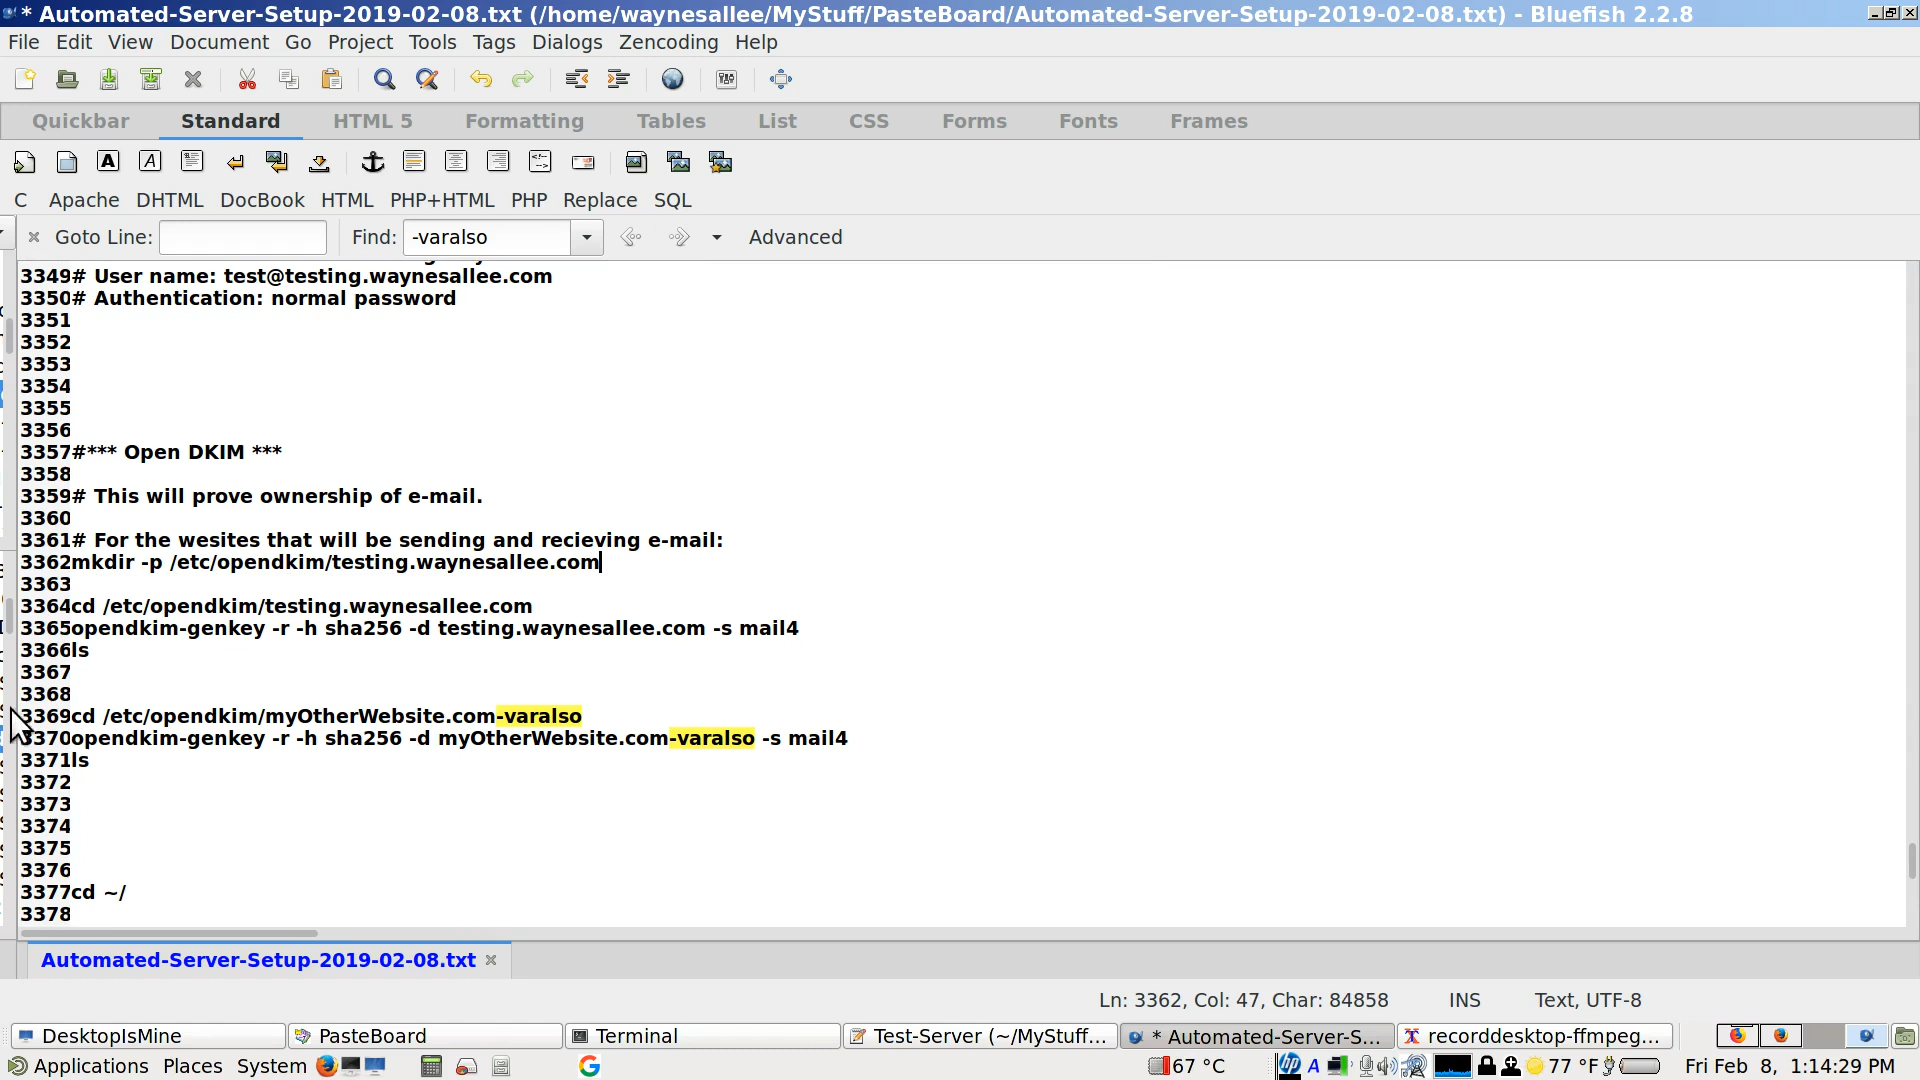 * Automated-Server-Setup-2019-02-08.txt (/home/waynesallee/MyStuff/PasteBoard/Automated-Server-Setup-2019-02-08.txt) - Bluefish 2.2.8
File Edit View Document Go Project Tools Tags Dialogs Zencoding Help
Quickbar Standard HTML 5 Formatting Tables List CSS Forms Fonts Frames
C Apache DHTML DocBook HTML PHP+HTML PHP Replace SQL
Goto Line: Find: -varalso Advanced
3349# User name: test@testing.waynesallee.com
3350# Authentication: normal password
3351
3352
3353
3354
3355
3356
3357#*** Open DKIM ***
3358
3359# This will prove ownership of e-mail.
3360
3361# For the wesites that will be sending and recieving e-mail:
3362mkdir -p /etc/opendkim/testing.waynesallee.com
3363
3364cd /etc/opendkim/testing.waynesallee.com
3365opendkim-genkey -r -h sha256 -d testing.waynesallee.com -s mail4
3366ls
3367
3368
3369cd /etc/opendkim/myOtherWebsite.com-varalso
3370opendkim-genkey -r -h sha256 -d myOtherWebsite.com-varalso -s mail4
3371ls
3372
3373
3374
3375
3376
3377cd ~/
3378
Automated-Server-Setup-2019-02-08.txt
Ln: 3362, Col: 47, Char: 84858 INS Text, UTF-8
DesktopIsMine PasteBoard Terminal Test-Server (~/MyStuff... * Automated-Server-S... recorddesktop-ffmpeg...
Applications Places System 67 °C 77 °F Fri Feb 8, 1:14:29 PM